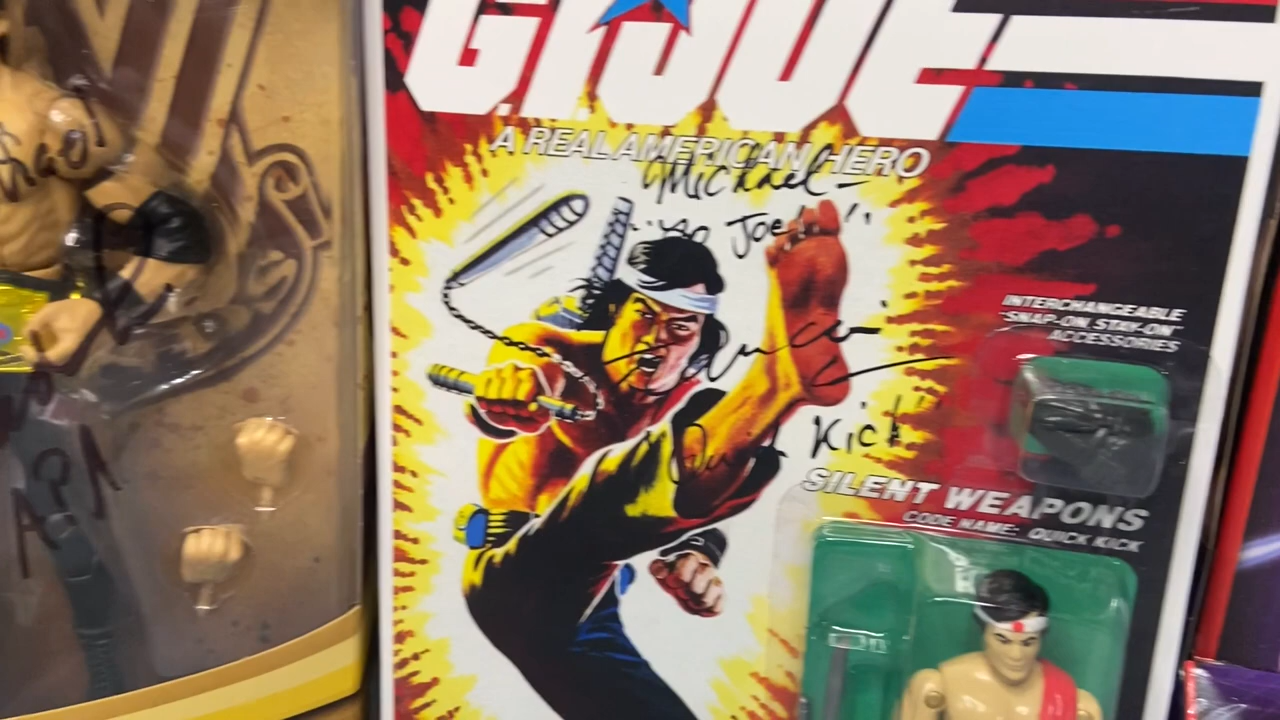 G.I. JOE
A REAL AMERICAN HERO
Michael-
"Yo Joe!!"
Quick Kick
INTERCHANGEABLE
"SNAP-ON, STAY-ON"
ACCESSORIES
SILENT WEAPONS
CODE NAME: QUICK KICK